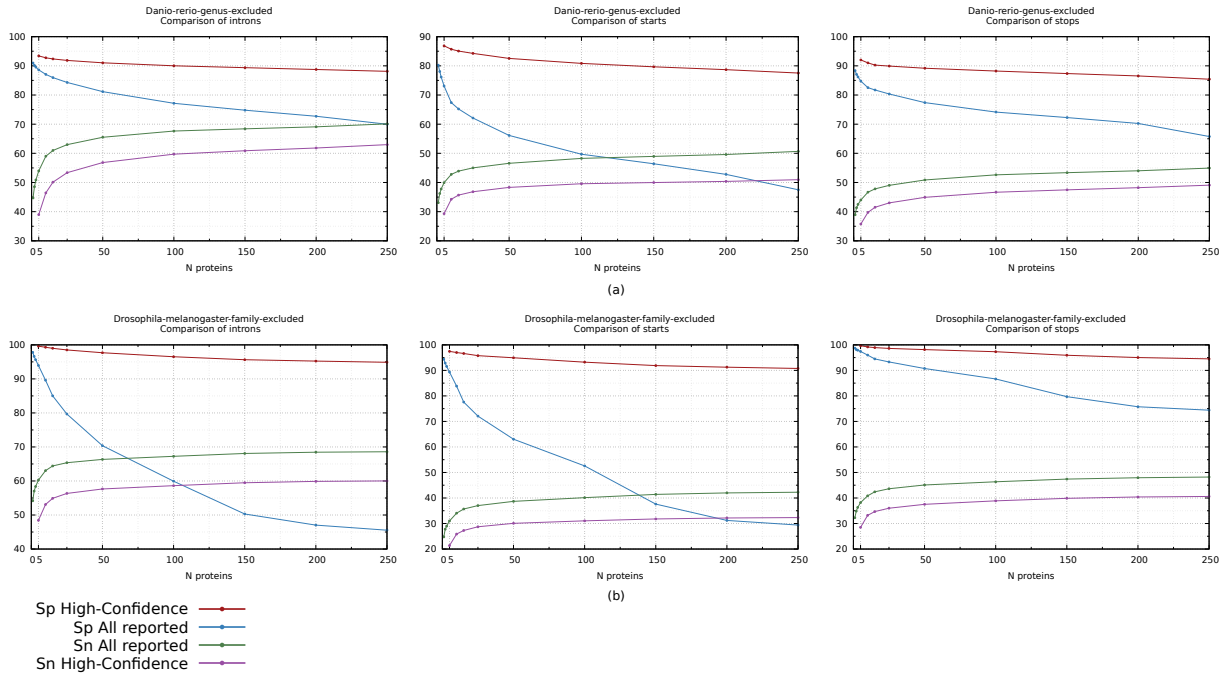 Danio-rerio-genus-excluded
Comparison of introns
100
90
80
70
60
50
40
30
0 5 50 100 150 200 250
N proteins
Danio-rerio-genus-excluded
Comparison of starts
90
80
70
60
50
40
30
20
0 5 50 100 150 200 250
N proteins
Danio-rerio-genus-excluded
Comparison of stops
100
90
80
70
60
50
40
30
0 5 50 100 150 200 250
N proteins
(a)
Drosophila-melanogaster-family-excluded
Comparison of introns
100
90
80
70
60
50
40
0 5 50 100 150 200 250
N proteins
Drosophila-melanogaster-family-excluded
Comparison of starts
100
90
80
70
60
50
40
30
20
0 5 50 100 150 200 250
N proteins
Drosophila-melanogaster-family-excluded
Comparison of stops
100
90
80
70
60
50
40
30
20
0 5 50 100 150 200 250
N proteins
(b)
Sp High-Confidence
Sp All reported
Sn All reported
Sn High-Confidence